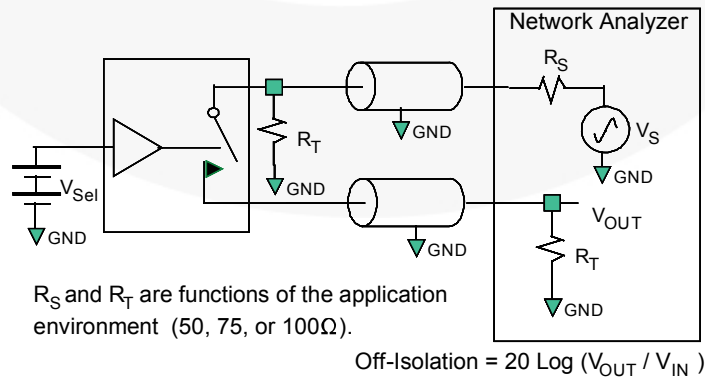 Network Analyzer
R_S
V_S
GND
R_T
GND
GND
V_Sel
GND
GND
V_OUT
R_T
GND
R_S and R_T are functions of the application
environment (50, 75, or 100Ω).
Off-Isolation = 20 Log (V_OUT / V_IN )